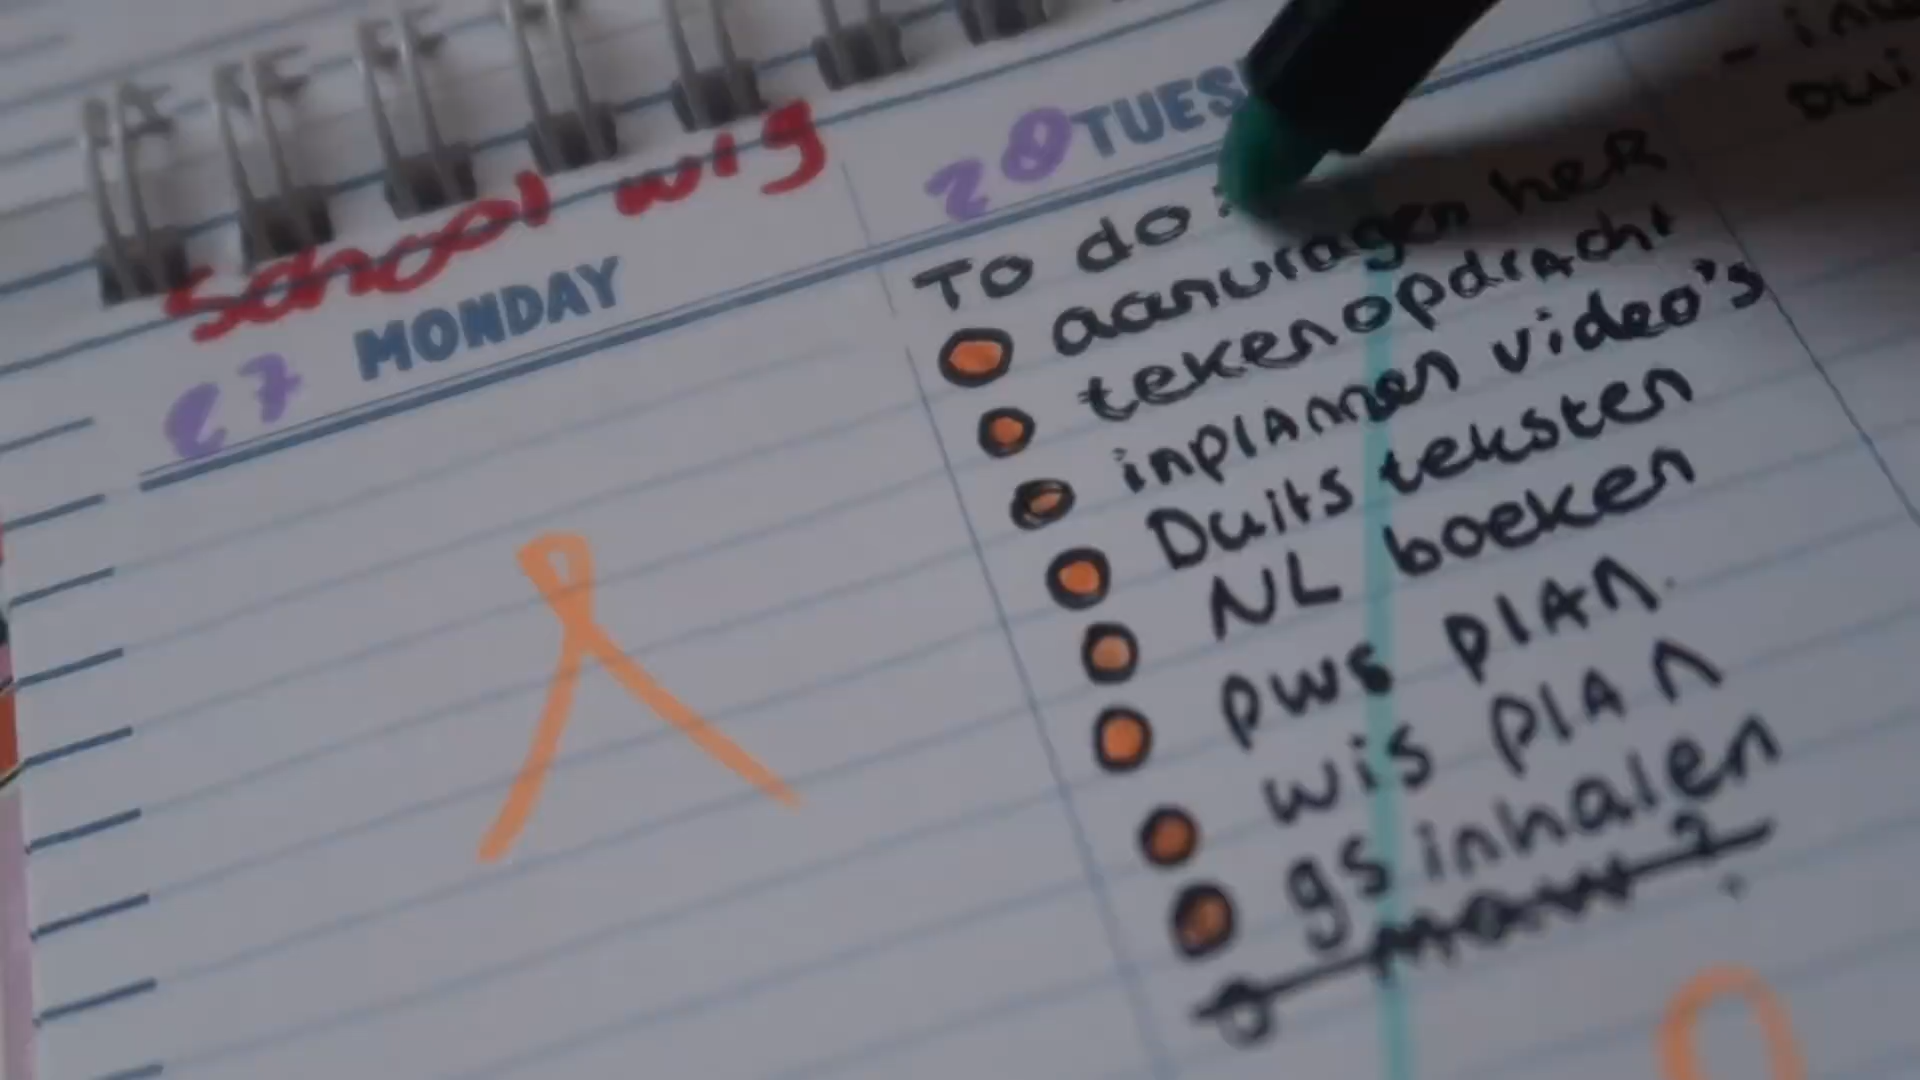 School wig
27 MONDAY
28 TUES
To do:
aanvragen her
tekenopdracht
inplannen video's
Duits teksten
NL boeken
pws plan
wis plan
gs inhalen